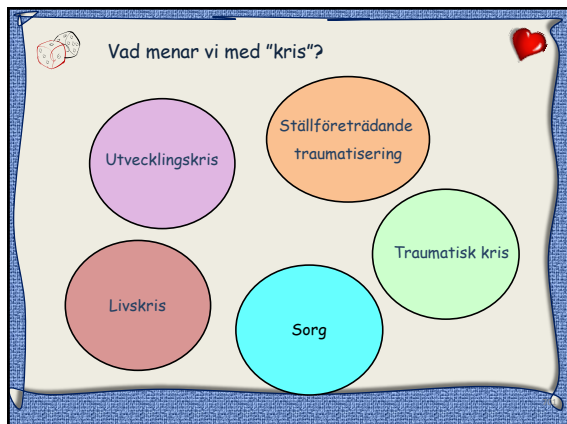 Vad menar vi med ”kris”?
Ställföreträdande
traumatisering
Utvecklingskris
Traumatisk kris
Livskris
Sorg